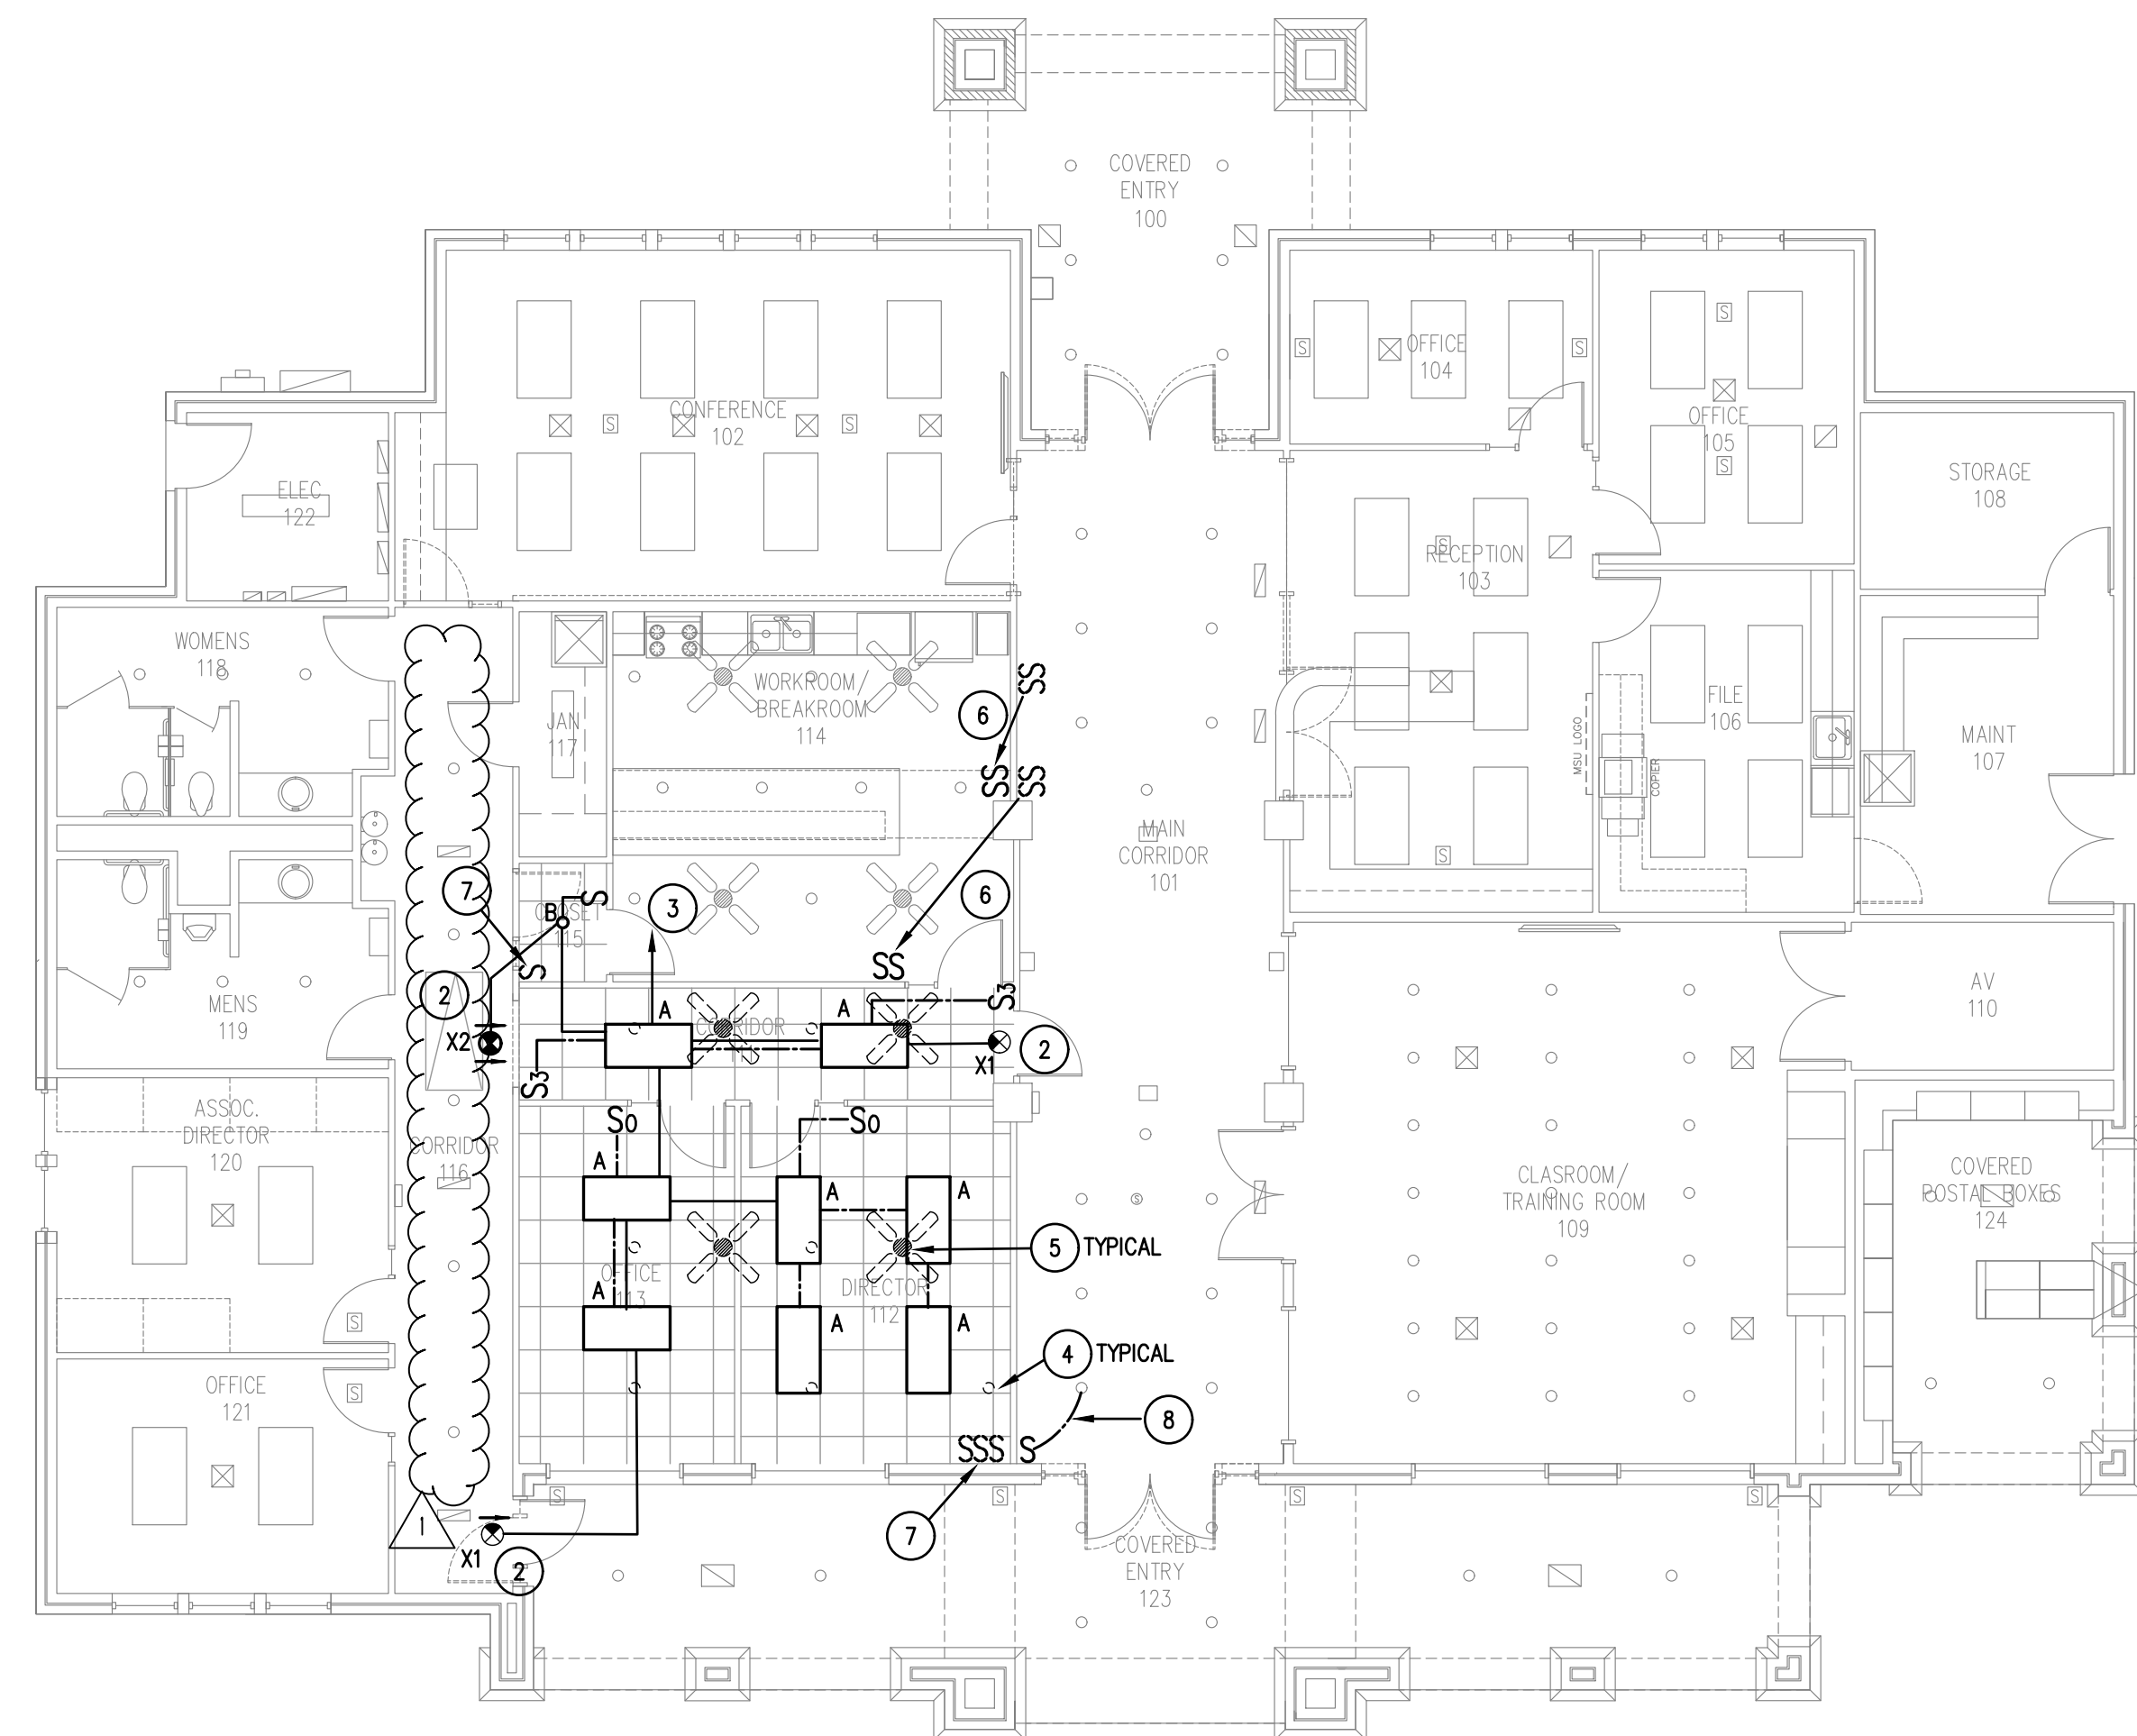 COVERED
ENTRY
100
OFFICE
104
S
S
S
OFFICE
105
S
CONFERENCE
102
S
S
STORAGE
108
ELEC
122
RECEPTION
103
S
WOMENS
118
WORKROOM/
BREAKROOM
114
JAN
117
SS
6
SS
SS
FILE
106
MSU LOGO
COPIER
MAINT
107
MAIN
CORRIDOR
101
S
7
B
S
CLOSET
115
3
6
S
SS
2
MENS
119
AV
110
X2
A
CORRIDOR
A
S3
X1
2
S3
ASSOC.
DIRECTOR
120
CORRIDOR
116
SO
SO
A
A
A
S
CLASROOM/
TRAINING ROOM
109
COVERED
POSTAL BOXES
124
5 TYPICAL
OFFICE
113
DIRECTOR
112
A
A
A
S
4 TYPICAL
OFFICE
121
S
8
SSS S
7
1
S
S
S
S
X1
2
COVERED
ENTRY
123